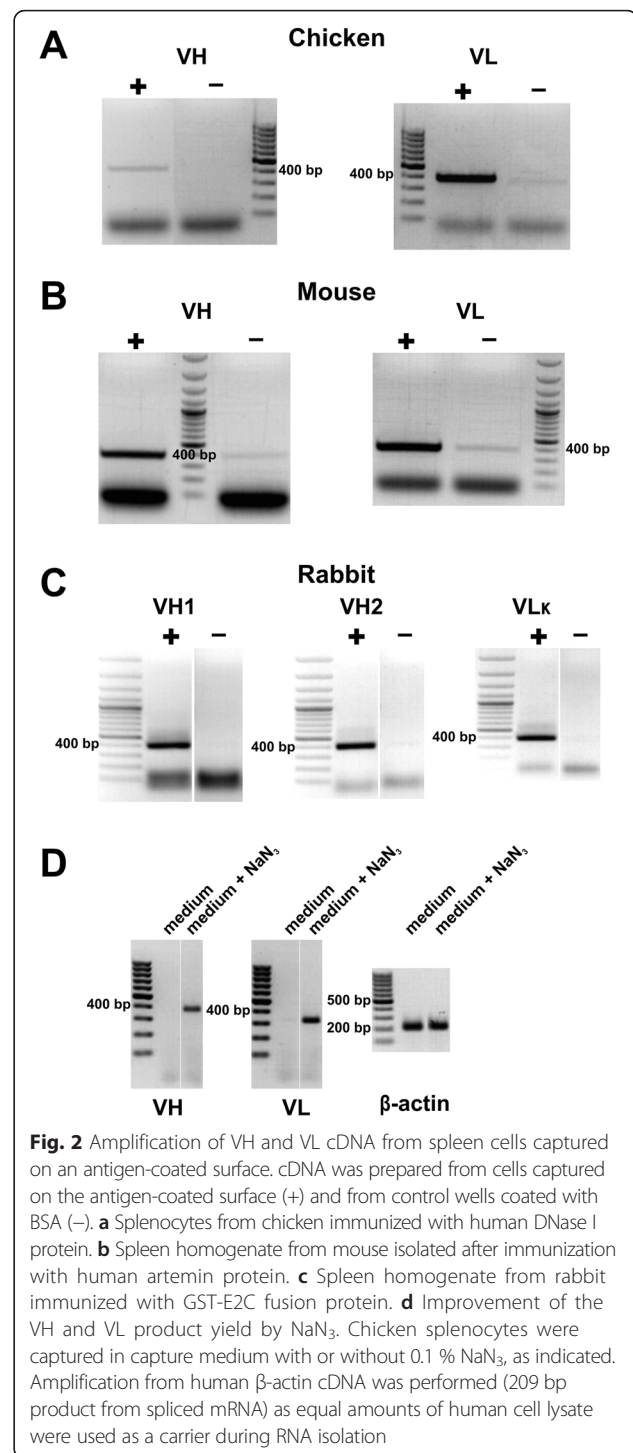 A
Chicken
VH
VL
+ −
+ −
400 bp
400 bp
B
Mouse
VH
VL
+ −
+ −
400 bp
400 bp
C
Rabbit
VH1
VH2
VLκ
+ −
+ −
+ −
400 bp
400 bp
400 bp
D
medium
medium + NaN₃
medium
medium + NaN₃
medium
medium + NaN₃
400 bp
400 bp
500 bp
200 bp
VH
VL
β-actin
Fig. 2 Amplification of VH and VL cDNA from spleen cells captured
on an antigen-coated surface. cDNA was prepared from cells captured
on the antigen-coated surface (+) and from control wells coated with
BSA (−). a Splenocytes from chicken immunized with human DNase I
protein. b Spleen homogenate from mouse isolated after immunization
with human artemin protein. c Spleen homogenate from rabbit
immunized with GST-E2C fusion protein. d Improvement of the
VH and VL product yield by NaN₃. Chicken splenocytes were
captured in capture medium with or without 0.1 % NaN₃, as indicated.
Amplification from human β-actin cDNA was performed (209 bp
product from spliced mRNA) as equal amounts of human cell lysate
were used as a carrier during RNA isolation